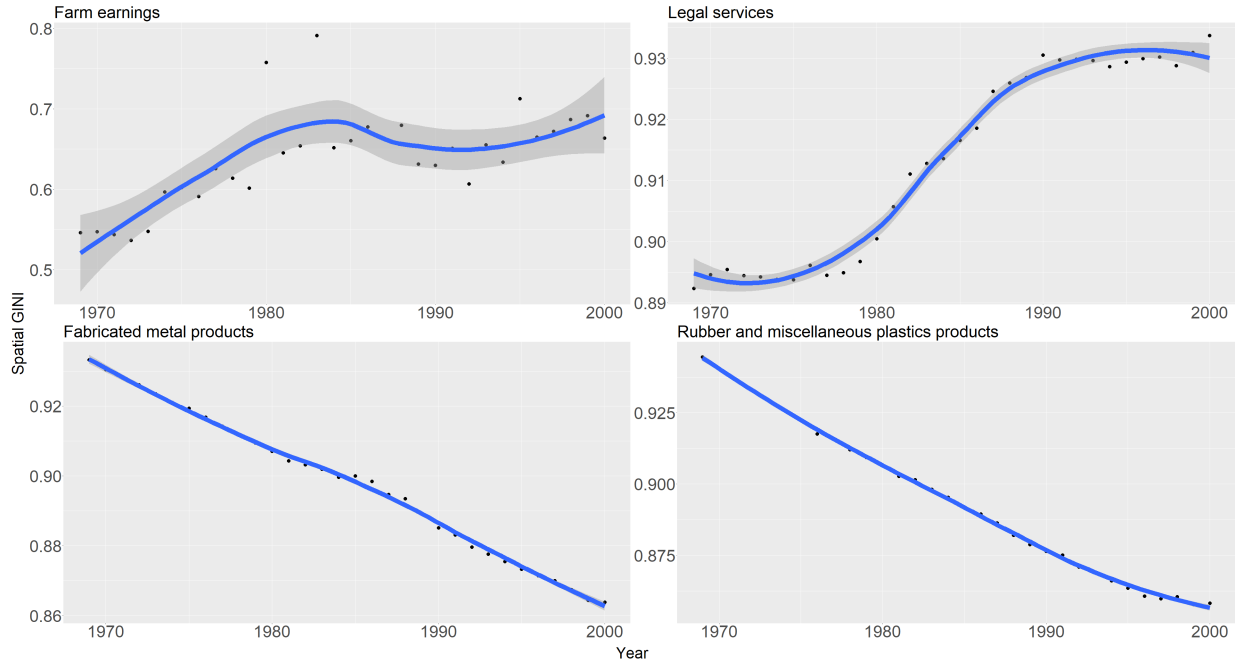 Farm earnings
Legal services
0.8
0.7
0.6
0.5
0.93
0.92
0.91
0.90
0.89
1970 1980 1990 2000
1970 1980 1990 2000
Fabricated metal products
Rubber and miscellaneous plastics products
Spatial GINI
0.92
0.90
0.88
0.86
0.925
0.900
0.875
1970 1980 1990 2000
1970 1980 1990 2000
Year